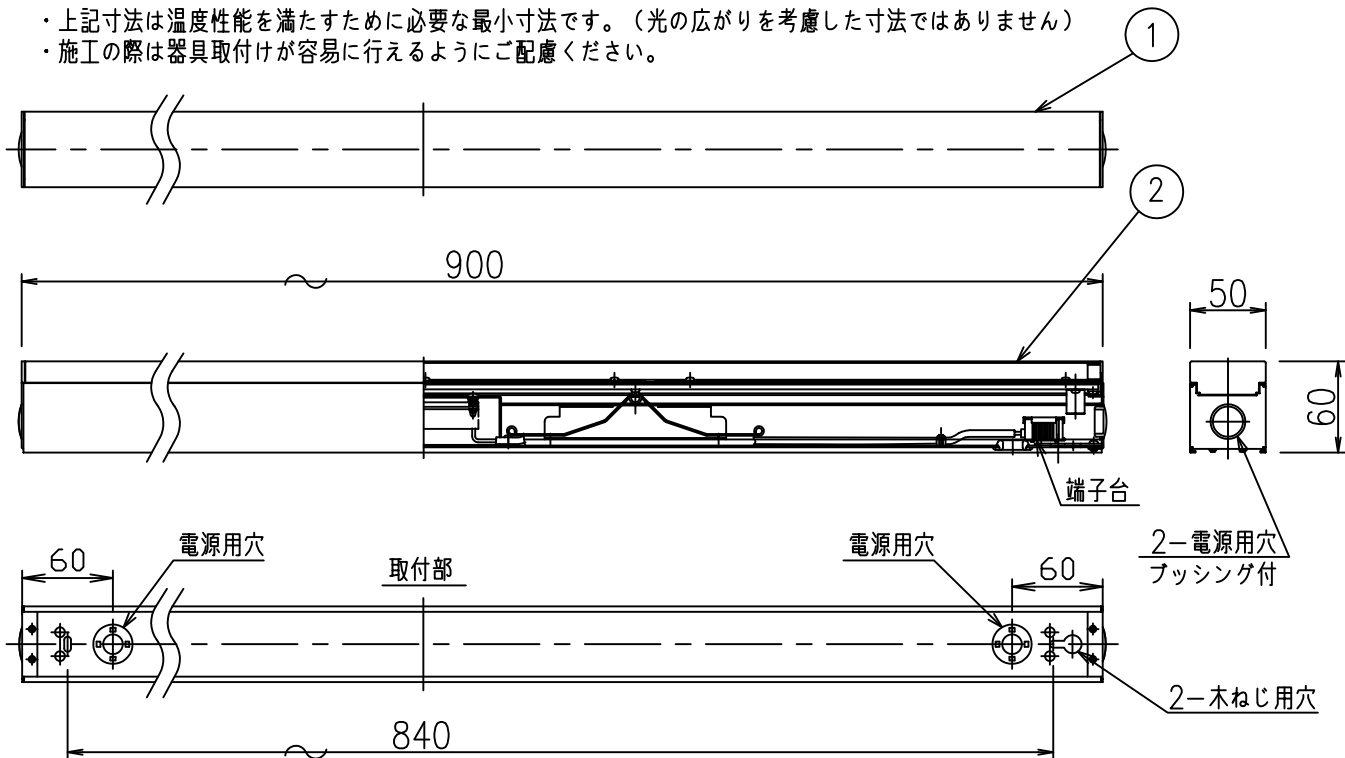 ・上記寸法は温度性能を満たすために必要な最小寸法です。（光の広がりを考慮した寸法ではありません）
・施工の際は器具取付けが容易に行えるようにご配慮ください。
1
2
900
50
60
端子台
2－電源用穴
ブッシング付
60
電源用穴
取付部
電源用穴
60
2－木ねじ用穴
840